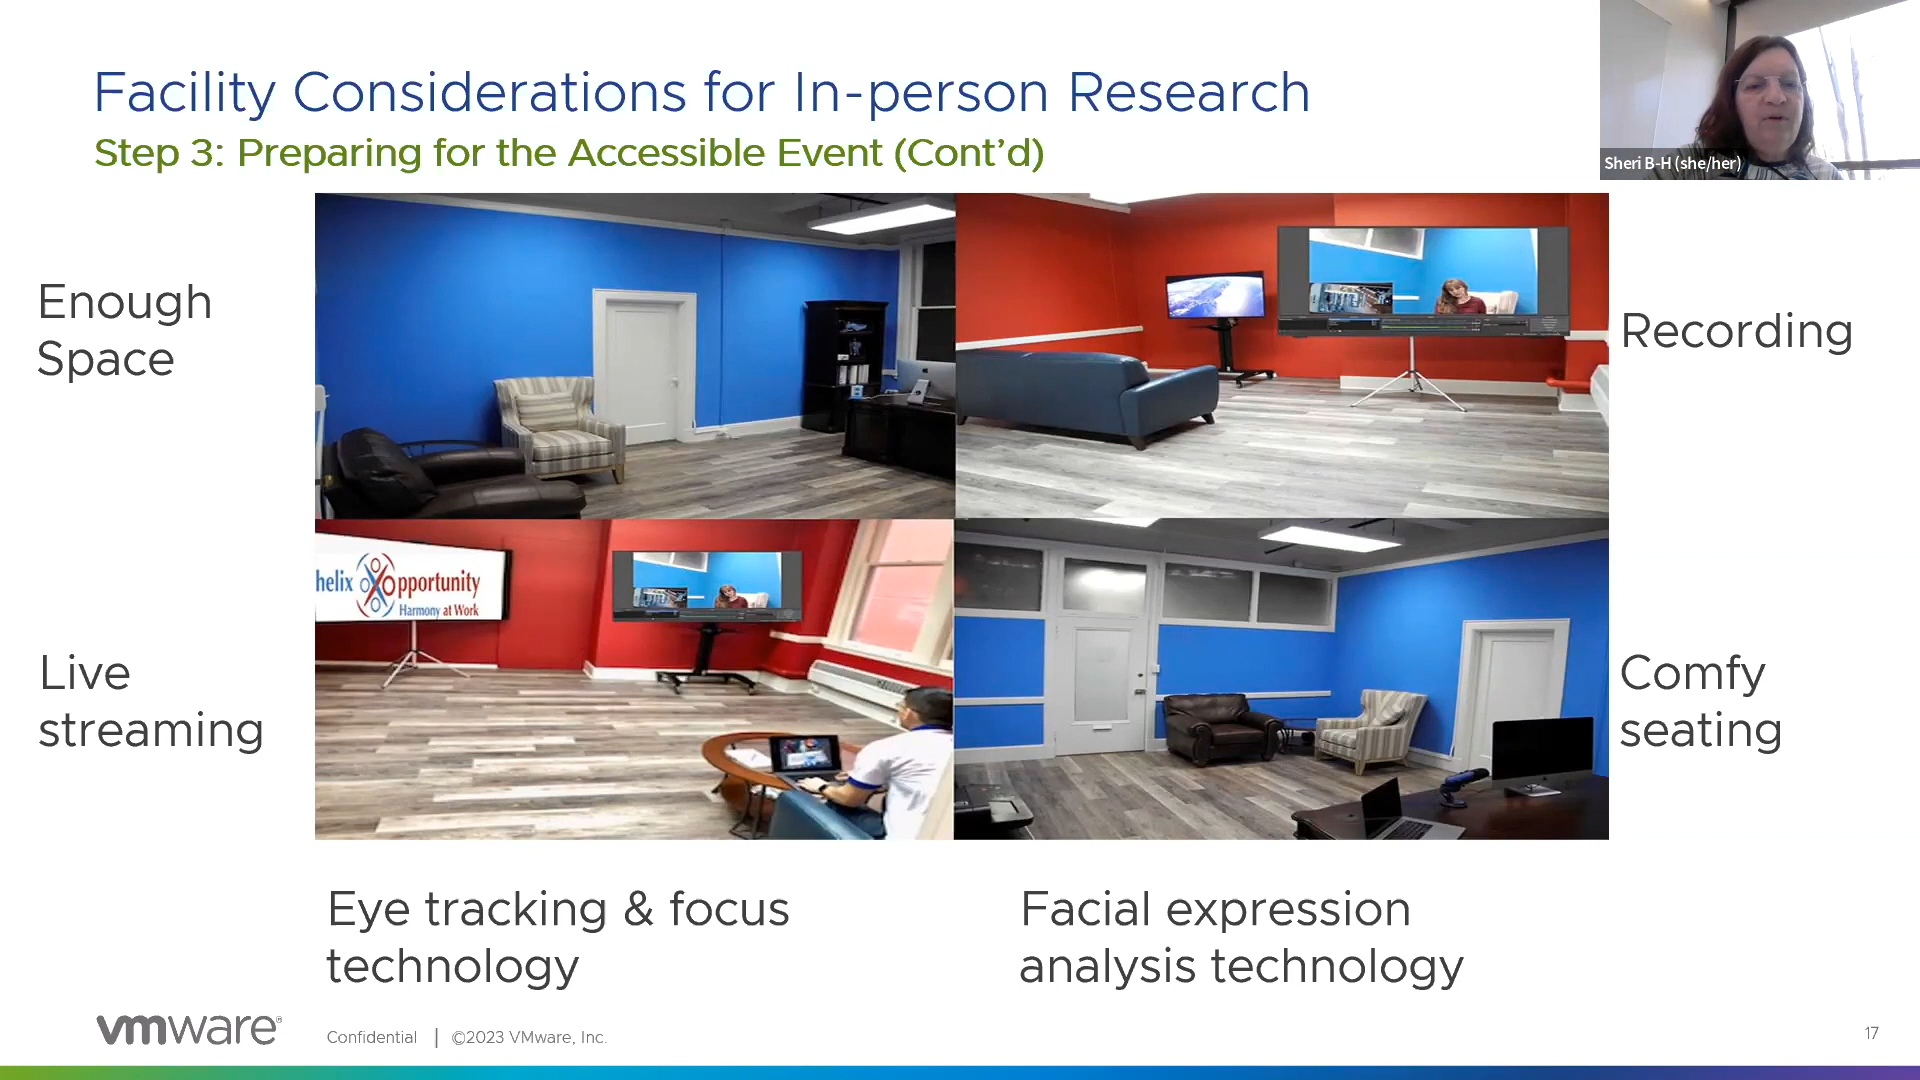 Facility Considerations for In-person Research
Step 3: Preparing for the Accessible Event (Cont’d)
Sheri B-H (she/her)
Enough
Space
Recording
helix Opportunity
Harmony at Work
Live
streaming
Comfy
seating
Eye tracking & focus
technology
Facial expression
analysis technology
vmware®
Confidential | ©2023 VMware, Inc.
17